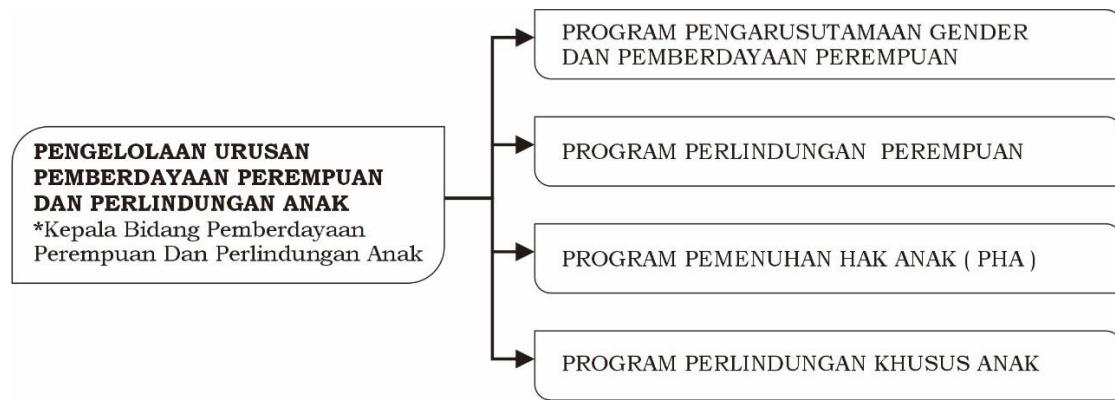 PENGELOLAAN URUSAN
PEMBERDAYAAN PEREMPUAN
DAN PERLINDUNGAN ANAK
*Kepala Bidang Pemberdayaan
Perempuan Dan Perlindungan Anak
PROGRAM PENGARUSUTAMAAN GENDER
DAN PEMBERDAYAAN PEREMPUAN
PROGRAM PERLINDUNGAN PEREMPUAN
PROGRAM PEMENUHAN HAK ANAK ( PHA )
PROGRAM PERLINDUNGAN KHUSUS ANAK